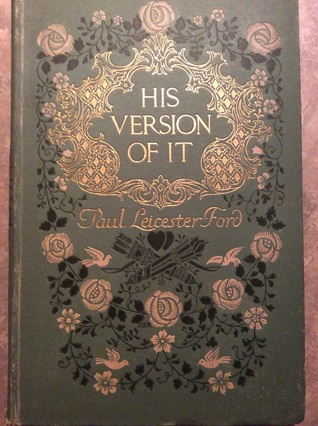 HIS
VERSION
OF IT
Paul Leicester Ford